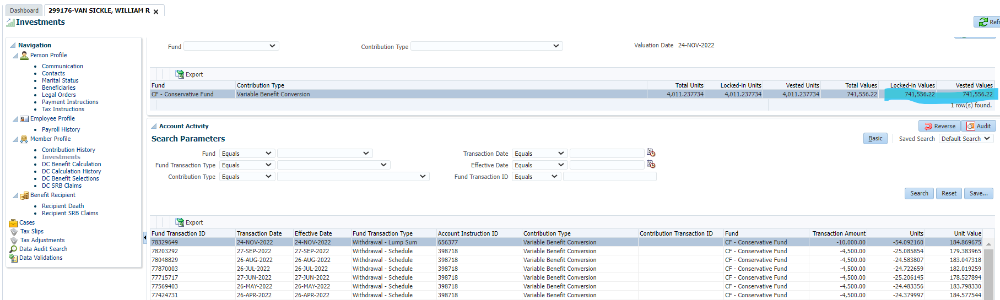 Dashboard 299176-VAN SICKLE, WILLIAM R
Investments
Refr
Navigation
Person Profile
Communication
Contacts
Marital Status
Beneficiaries
Legal Orders
Payment Instructions
Tax Instructions
Employee Profile
Payroll History
Member Profile
Contribution History
Investments
DC Benefit Calculation
DC Calculation History
DC Benefit Selections
DC SRB Claims
Benefit Recipient
Recipient Death
Recipient SRB Claims
Cases
Tax Slips
Tax Adjustments
Data Audit Search
Data Validations
Fund Contribution Type Valuation Date 24-NOV-2022
Export
Fund Contribution Type Total Units Locked-in Units Vested Units Total Values Locked-in Values Vested Values
CF - Conservative Fund Variable Benefit Conversion 4,011.237734 4,011.237734 4,011.237734 741,556.22 741,556.22 741,556.22
1 row(s) found.
Account Activity Reverse Audit
Search Parameters Basic Saved Search Default Search
Fund Equals Transaction Date Equals
Fund Transaction Type Equals Effective Date Equals
Contribution Type Equals Fund Transaction ID Equals
Search Reset Save...
Export
Fund Transaction ID Transaction Date Effective Date Fund Transaction Type Account Instruction ID Contribution Type Contribution Transaction ID Fund Transaction Amount Units Unit Value
78329649 24-NOV-2022 24-NOV-2022 Withdrawal - Lump Sum 656377 Variable Benefit Conversion CF - Conservative Fund -10,000.00 -54.092160 184.869675
78203292 27-SEP-2022 27-SEP-2022 Withdrawal - Schedule 398718 Variable Benefit Conversion CF - Conservative Fund -4,500.00 -25.085854 179.383965
78048829 26-AUG-2022 26-AUG-2022 Withdrawal - Schedule 398718 Variable Benefit Conversion CF - Conservative Fund -4,500.00 -24.583807 183.047318
77870003 26-JUL-2022 26-JUL-2022 Withdrawal - Schedule 398718 Variable Benefit Conversion CF - Conservative Fund -4,500.00 -24.722659 182.019259
77715717 27-JUN-2022 27-JUN-2022 Withdrawal - Schedule 398718 Variable Benefit Conversion CF - Conservative Fund -4,500.00 -25.206145 178.527894
77569403 26-MAY-2022 26-MAY-2022 Withdrawal - Schedule 398718 Variable Benefit Conversion CF - Conservative Fund -4,500.00 -24.483356 183.798330
77424731 26-APR-2022 26-APR-2022 Withdrawal - Schedule 398718 Variable Benefit Conversion CF - Conservative Fund -4,500.00 -24.379997 184.577544